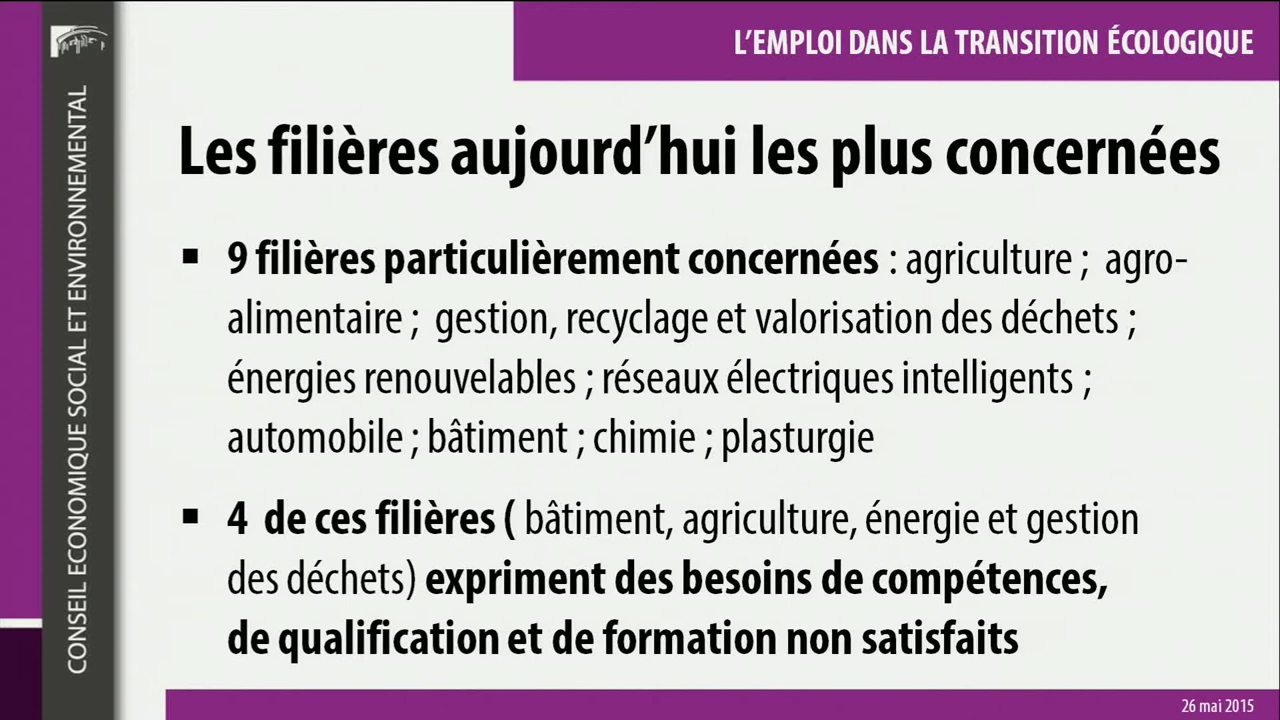 L'EMPLOI DANS LA TRANSITION ÉCOLOGIQUE
CONSEIL ECONOMIQUE SOCIAL ET ENVIRONNEMENTAL
Les filières aujourd'hui les plus concernées
▪ 9 filières particulièrement concernées : agriculture ; agro-
alimentaire ; gestion, recyclage et valorisation des déchets ;
énergies renouvelables ; réseaux électriques intelligents ;
automobile ; bâtiment ; chimie ; plasturgie
▪ 4 de ces filières ( bâtiment, agriculture, énergie et gestion
des déchets) expriment des besoins de compétences,
de qualification et de formation non satisfaits
26 mai 2015